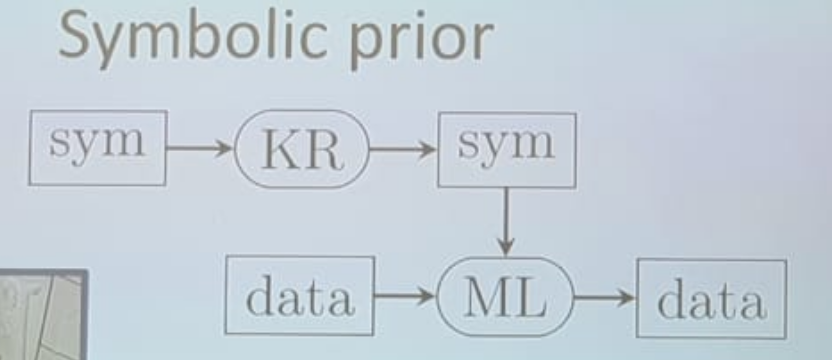 Symbolic prior
sym KR sym
data ML data